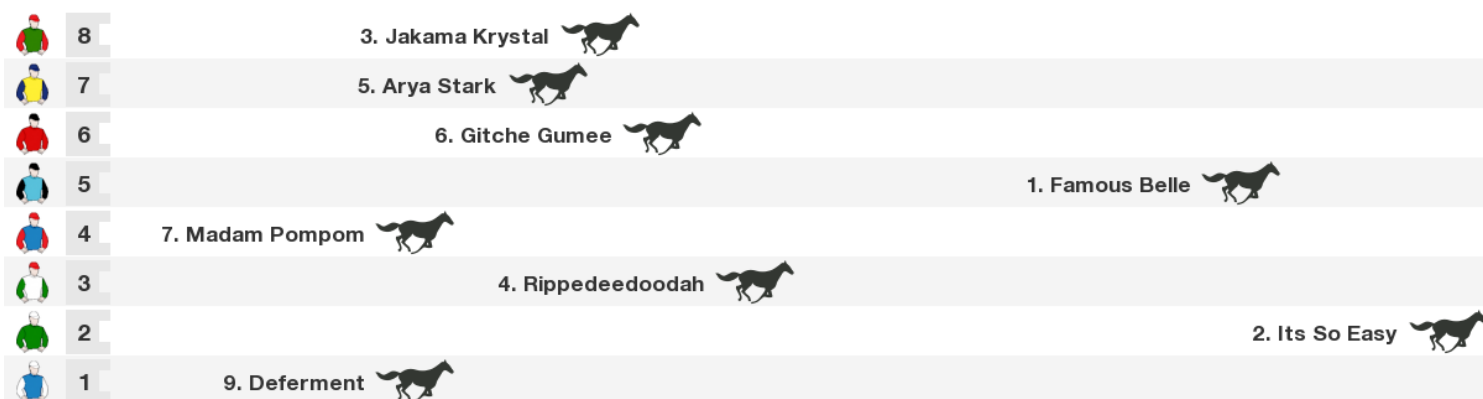 8 3. Jakama Krystal
7 5. Arya Stark
6 6. Gitche Gumee
5 1. Famous Belle
4 7. Madam Pompom
3 4. Rippedeedoodah
2 2. Its So Easy
1 9. Deferment